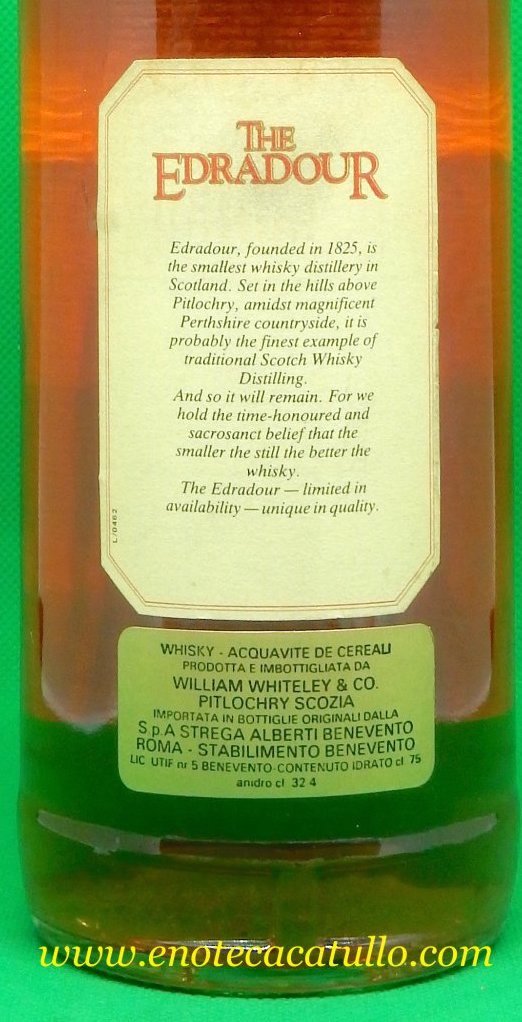 THE
EDRADOUR
Edradour, founded in 1825, is
the smallest whisky distillery in
Scotland. Set in the hills above
Pitlochry, amidst magnificent
Perthshire countryside, it is
probably the finest example of
traditional Scotch Whisky
Distilling.
And so it will remain. For we
hold the time-honoured and
sacrosanct belief that the
smaller the still the better the
whisky.
The Edradour — limited in
availability — unique in quality.
L/0462
WHISKY - ACQUAVITE DE CEREALI
PRODOTTA E IMBOTTIGLIATA DA
WILLIAM WHITELEY & CO.
PITLOCHRY SCOZIA
IMPORTATA IN BOTTIGLIE ORIGINALI DALLA
S.p.A STREGA ALBERTI BENEVENTO
ROMA - STABILIMENTO BENEVENTO
LIC UTIF nr 5 BENEVENTO-CONTENUTO IDRATO cl 75
anidro cl 32 4
www.enotecacatullo.com